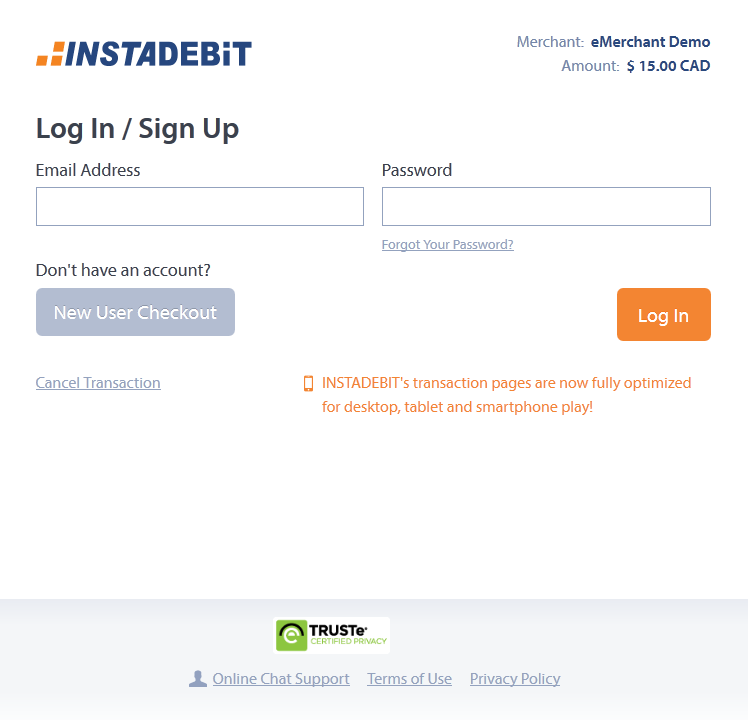 INSTADEBIT
Merchant: eMerchant Demo
Amount: $ 15.00 CAD
Log In / Sign Up
Email Address
Password
Forgot Your Password?
Don't have an account?
New User Checkout
Log In
Cancel Transaction
INSTADEBIT's transaction pages are now fully optimized
for desktop, tablet and smartphone play!
TRUSTe
CERTIFIED PRIVACY
Online Chat Support Terms of Use Privacy Policy